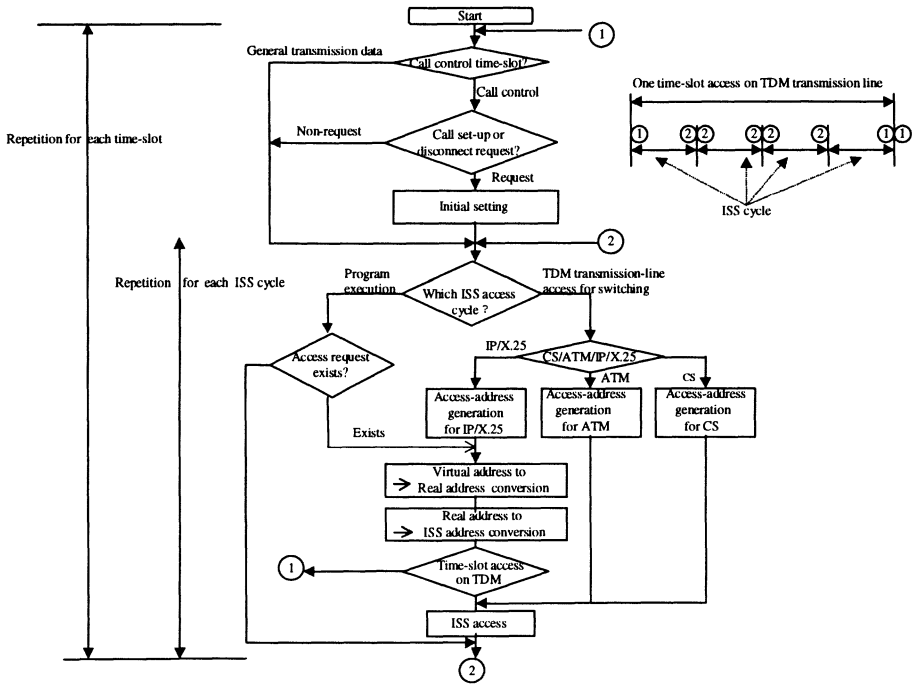 Start
1
General transmission data
Call control time-slot?
Call control
One time-slot access on TDM transmission line
Repetition for each time-slot
Non-request
Call set-up or
disconnect request?
1 2 2 2 2 2 1 1
Request
ISS cycle
Initial setting
2
Repetition for each ISS cycle
Program
execution
TDM transmission-line
access for switching
Which ISS access
cycle ?
IP/X.25
CS/ATM/IP/X.25
Access request
exists?
ATM
CS
Access-address
generation
for IP/X.25
Access-address
generation
for ATM
Access-address
generation
for CS
Exists
Virtual address to
Real address conversion
Real address to
ISS address conversion
1
Time-slot access
on TDM
ISS access
2